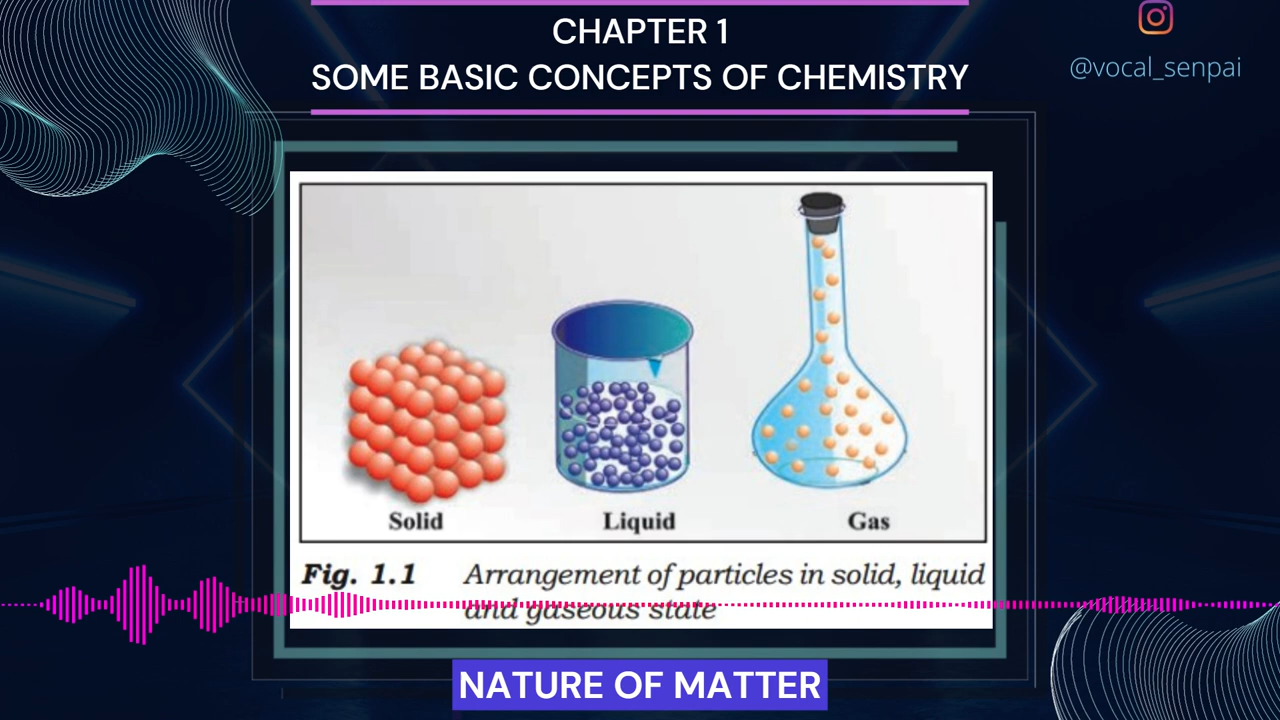 CHAPTER 1
SOME BASIC CONCEPTS OF CHEMISTRY
@vocal_senpai
Solid Liquid Gas
Fig. 1.1 Arrangement of particles in solid, liquid
and gaseous state
NATURE OF MATTER